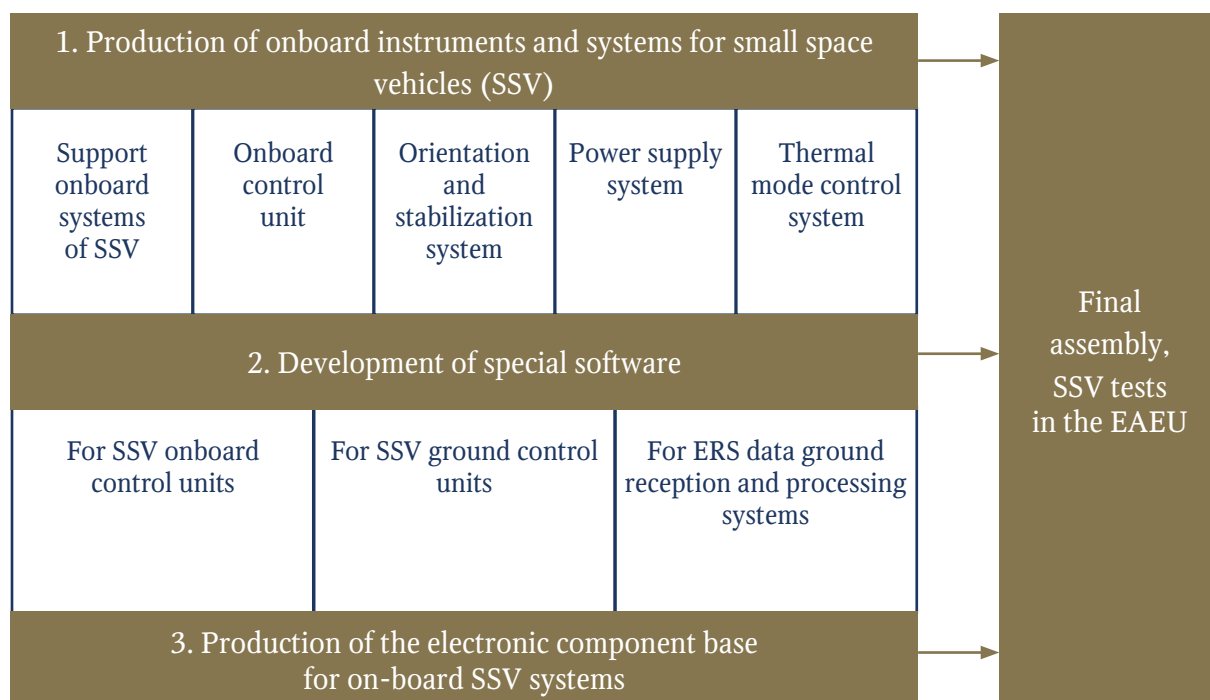 1. Production of onboard instruments and systems for small space
vehicles (SSV)
Support
onboard
systems
of SSV
Onboard
control
unit
Orientation
and
stabilization
system
Power supply
system
Thermal
mode control
system
2. Development of special software
For SSV onboard
control units
For SSV ground control
units
For ERS data ground
reception and processing
systems
3. Production of the electronic component base
for on-board SSV systems
Final
assembly,
SSV tests
in the EAEU